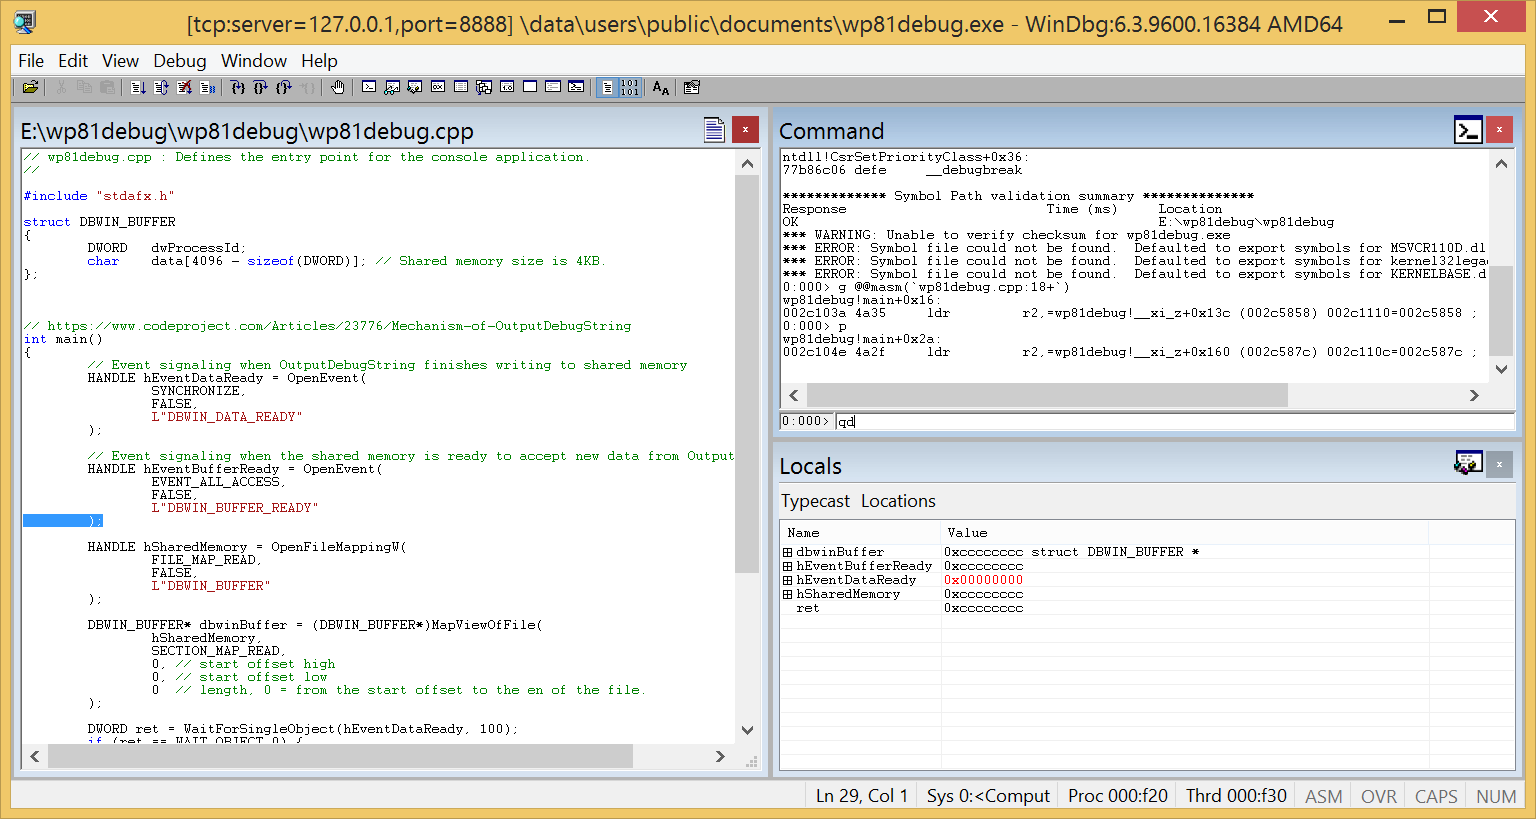 [tcp:server=127.0.0.1,port=8888] \data\users\public\documents\wp81debug.exe - WinDbg:6.3.9600.16384 AMD64
File Edit View Debug Window Help
E:\wp81debug\wp81debug\wp81debug.cpp
// wp81debug.cpp : Defines the entry point for the console application.
//
#include "stdafx.h"
struct DBWIN_BUFFER
{
DWORD dwProcessId;
char data[4096 - sizeof(DWORD)]; // Shared memory size is 4KB.
};
// https://www.codeproject.com/Articles/23776/Mechanism-of-OutputDebugString
int main()
{
// Event signaling when OutputDebugString finishes writing to shared memory
HANDLE hEventDataReady = OpenEvent(
SYNCHRONIZE,
FALSE,
L"DBWIN_DATA_READY"
);
// Event signaling when the shared memory is ready to accept new data from Output
HANDLE hEventBufferReady = OpenEvent(
EVENT_ALL_ACCESS,
FALSE,
L"DBWIN_BUFFER_READY"
);
HANDLE hSharedMemory = OpenFileMappingW(
FILE_MAP_READ,
FALSE,
L"DBWIN_BUFFER"
);
DBWIN_BUFFER* dbwinBuffer = (DBWIN_BUFFER*)MapViewOfFile(
hSharedMemory,
SECTION_MAP_READ,
0, // start offset high
0, // start offset low
0 // length, 0 = from the start offset to the en of the file.
);
DWORD ret = WaitForSingleObject(hEventDataReady, 100);
if (ret == WAIT_OBJECT_0) {
Command
ntdll!CsrSetPriorityClass+0x36:
77b86c06 defe __debugbreak
************* Symbol Path validation summary **************
Response Time (ms) Location
OK E:\wp81debug\wp81debug
*** WARNING: Unable to verify checksum for wp81debug.exe
*** ERROR: Symbol file could not be found. Defaulted to export symbols for MSVCR110D.dl
*** ERROR: Symbol file could not be found. Defaulted to export symbols for kernel32lega
*** ERROR: Symbol file could not be found. Defaulted to export symbols for KERNELBASE.d
0:000> g @@masm(`wp81debug.cpp:18+`)
wp81debug!main+0x16:
002c103a 4a35 ldr r2,=wp81debug!__xi_z+0x13c (002c5858) 002c1110=002c5858 ;
0:000> p
wp81debug!main+0x2a:
002c104e 4a2f ldr r2,=wp81debug!__xi_z+0x160 (002c587c) 002c110c=002c587c ;
0:000> qd
Locals
Typecast Locations
Name Value
dbwinBuffer 0xcccccccc struct DBWIN_BUFFER *
hEventBufferReady 0xcccccccc
hEventDataReady 0x00000000
hSharedMemory 0xcccccccc
ret 0xcccccccc
Ln 29, Col 1 Sys 0:<Comput Proc 000:f20 Thrd 000:f30 ASM OVR CAPS NUM